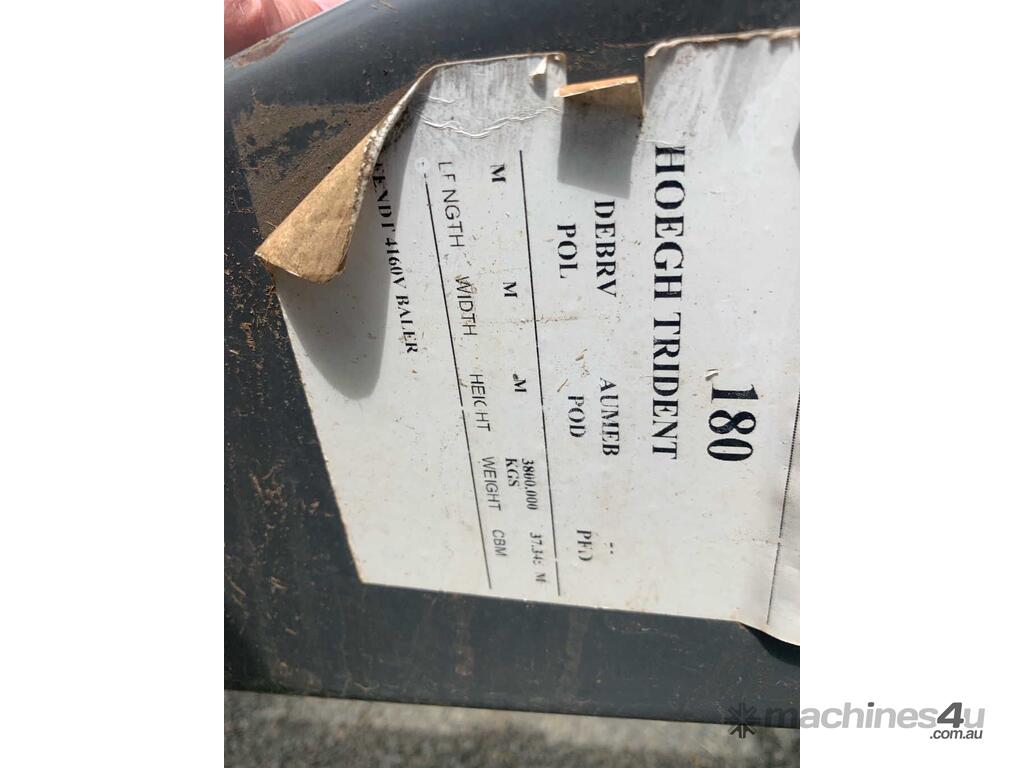 180
HOEGH TRIDENT
DEBRV AUMEB
POL POD PFD
M M M 3800.000 KGS M
LENGTH WIDTH HEIGHT WEIGHT CBM
FENDT 4160V BALER
machines4u
.com.au